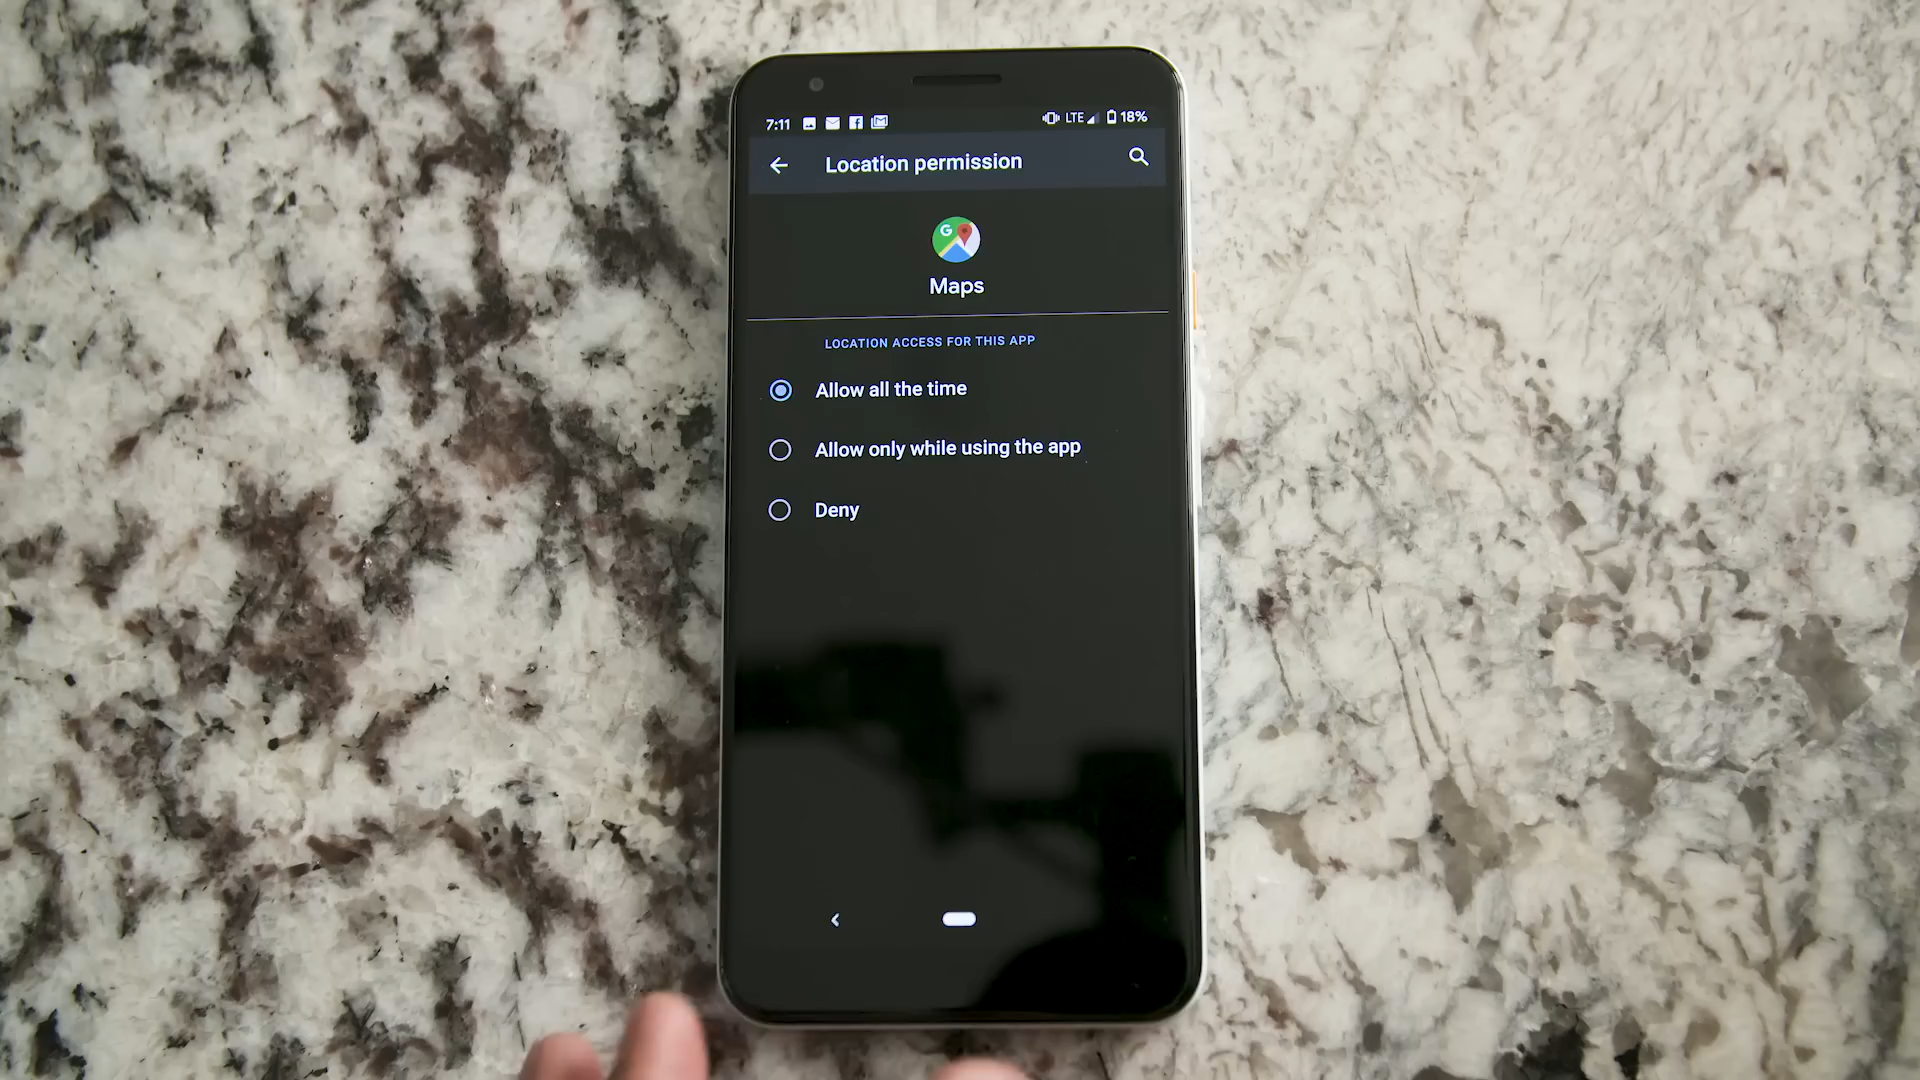 7:11 LTE 18%
Location permission
G
Maps
LOCATION ACCESS FOR THIS APP
Allow all the time
Allow only while using the app
Deny